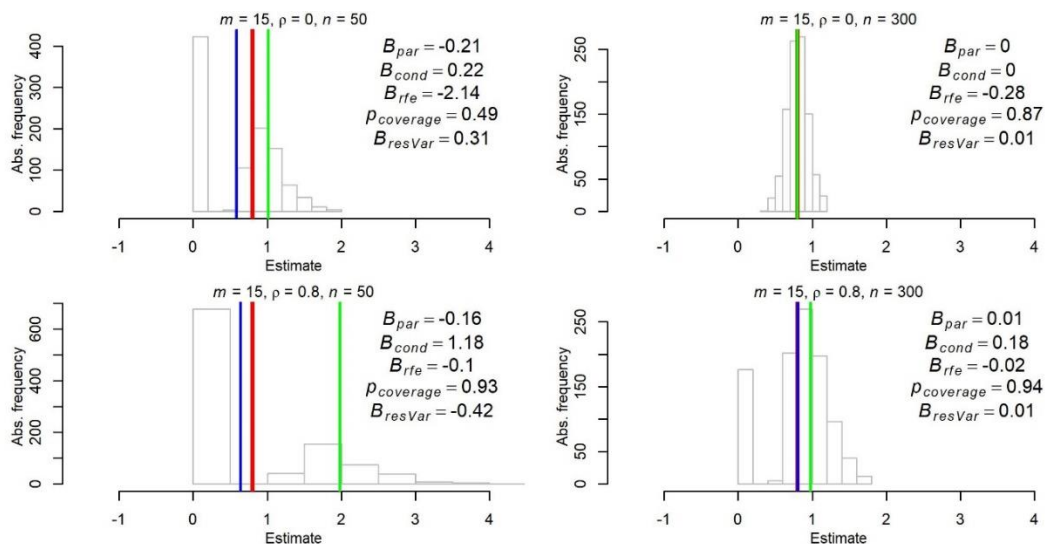 m = 15, ρ = 0, n = 50
Abs. frequency
400
300
200
100
0
B_par = -0.21
B_cond = 0.22
B_rfe = -2.14
p_coverage = 0.49
B_resVar = 0.31
-1 0 1 2 3 4
Estimate
m = 15, ρ = 0, n = 300
Abs. frequency
250
150
50
0
B_par = 0
B_cond = 0
B_rfe = -0.28
p_coverage = 0.87
B_resVar = 0.01
-1 0 1 2 3 4
Estimate
m = 15, ρ = 0.8, n = 50
Abs. frequency
600
400
200
0
B_par = -0.16
B_cond = 1.18
B_rfe = -0.1
p_coverage = 0.93
B_resVar = -0.42
-1 0 1 2 3 4
Estimate
m = 15, ρ = 0.8, n = 300
Abs. frequency
250
150
50
0
B_par = 0.01
B_cond = 0.18
B_rfe = -0.02
p_coverage = 0.94
B_resVar = 0.01
-1 0 1 2 3 4
Estimate